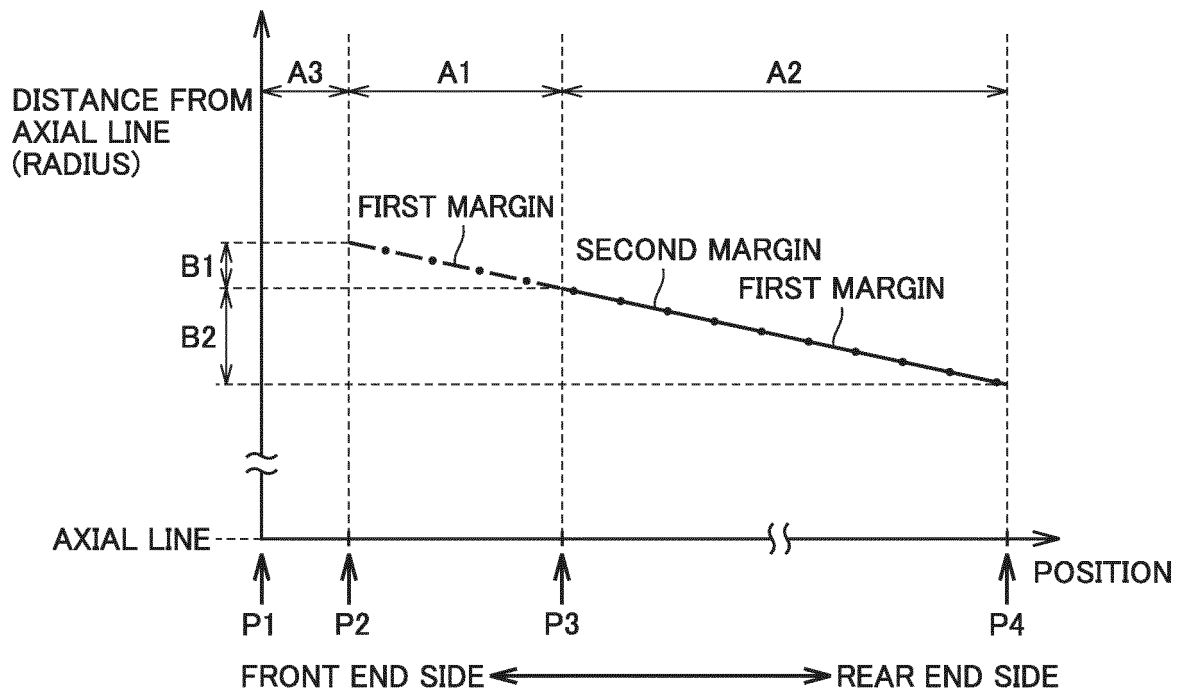 A3 A1 A2
DISTANCE FROM
AXIAL LINE
(RADIUS)
FIRST MARGIN
SECOND MARGIN
FIRST MARGIN
B1
B2
AXIAL LINE
POSITION
P1 P2 P3 P4
FRONT END SIDE REAR END SIDE